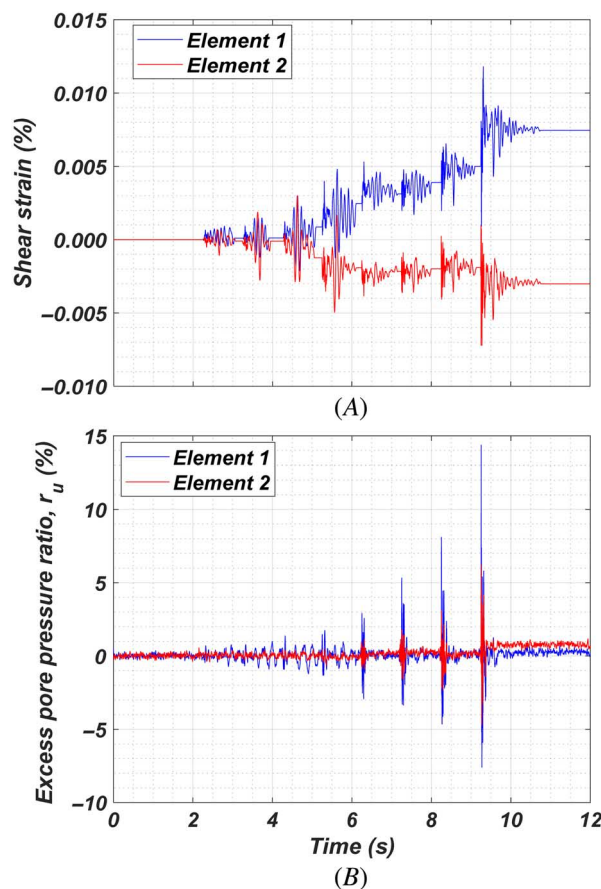 0.015
Element 1
Element 2
0.010
0.005
0.000
−0.005
−0.010
Shear strain (%)
(A)
15
Element 1
Element 2
10
5
0
−5
−10
Excess pore pressure ratio, r_u (%)
0 2 4 6 8 10 12
Time (s)
(B)